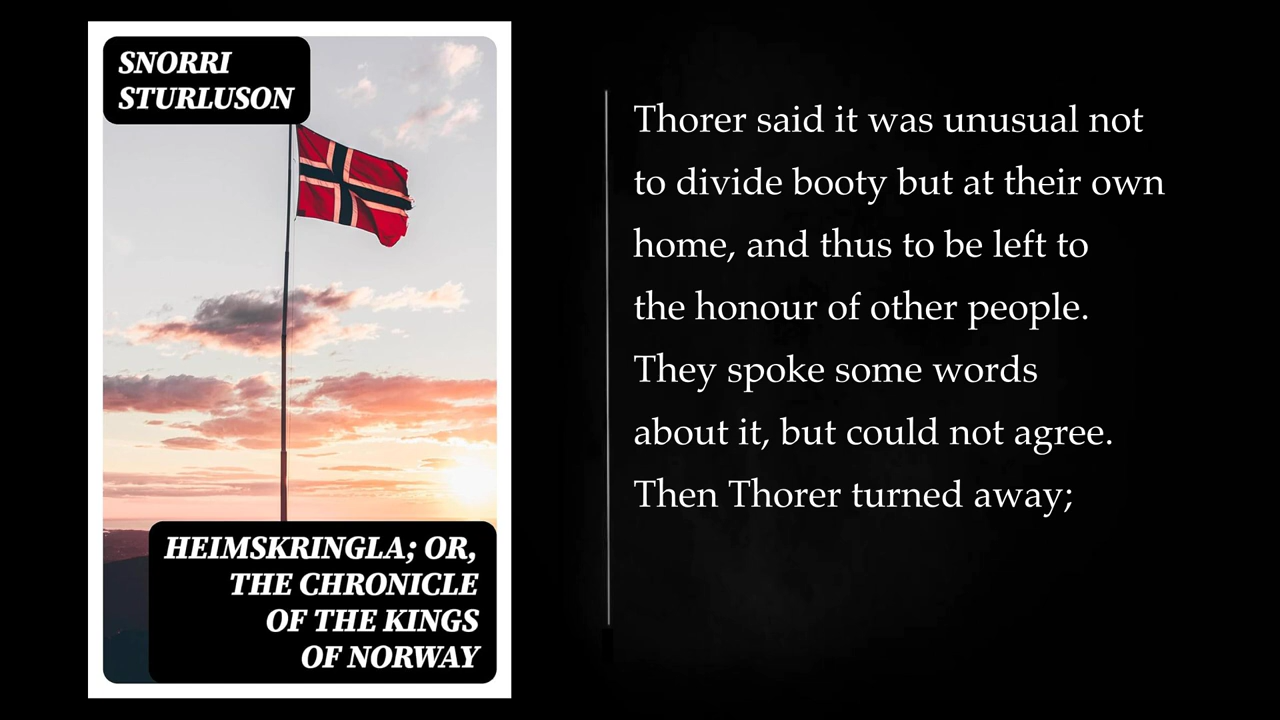 SNORRI
STURLUSON
HEIMSKRINGLA; OR,
THE CHRONICLE
OF THE KINGS
OF NORWAY
Thorer said it was unusual not
to divide booty but at their own
home, and thus to be left to
the honour of other people.
They spoke some words
about it, but could not agree.
Then Thorer turned away;